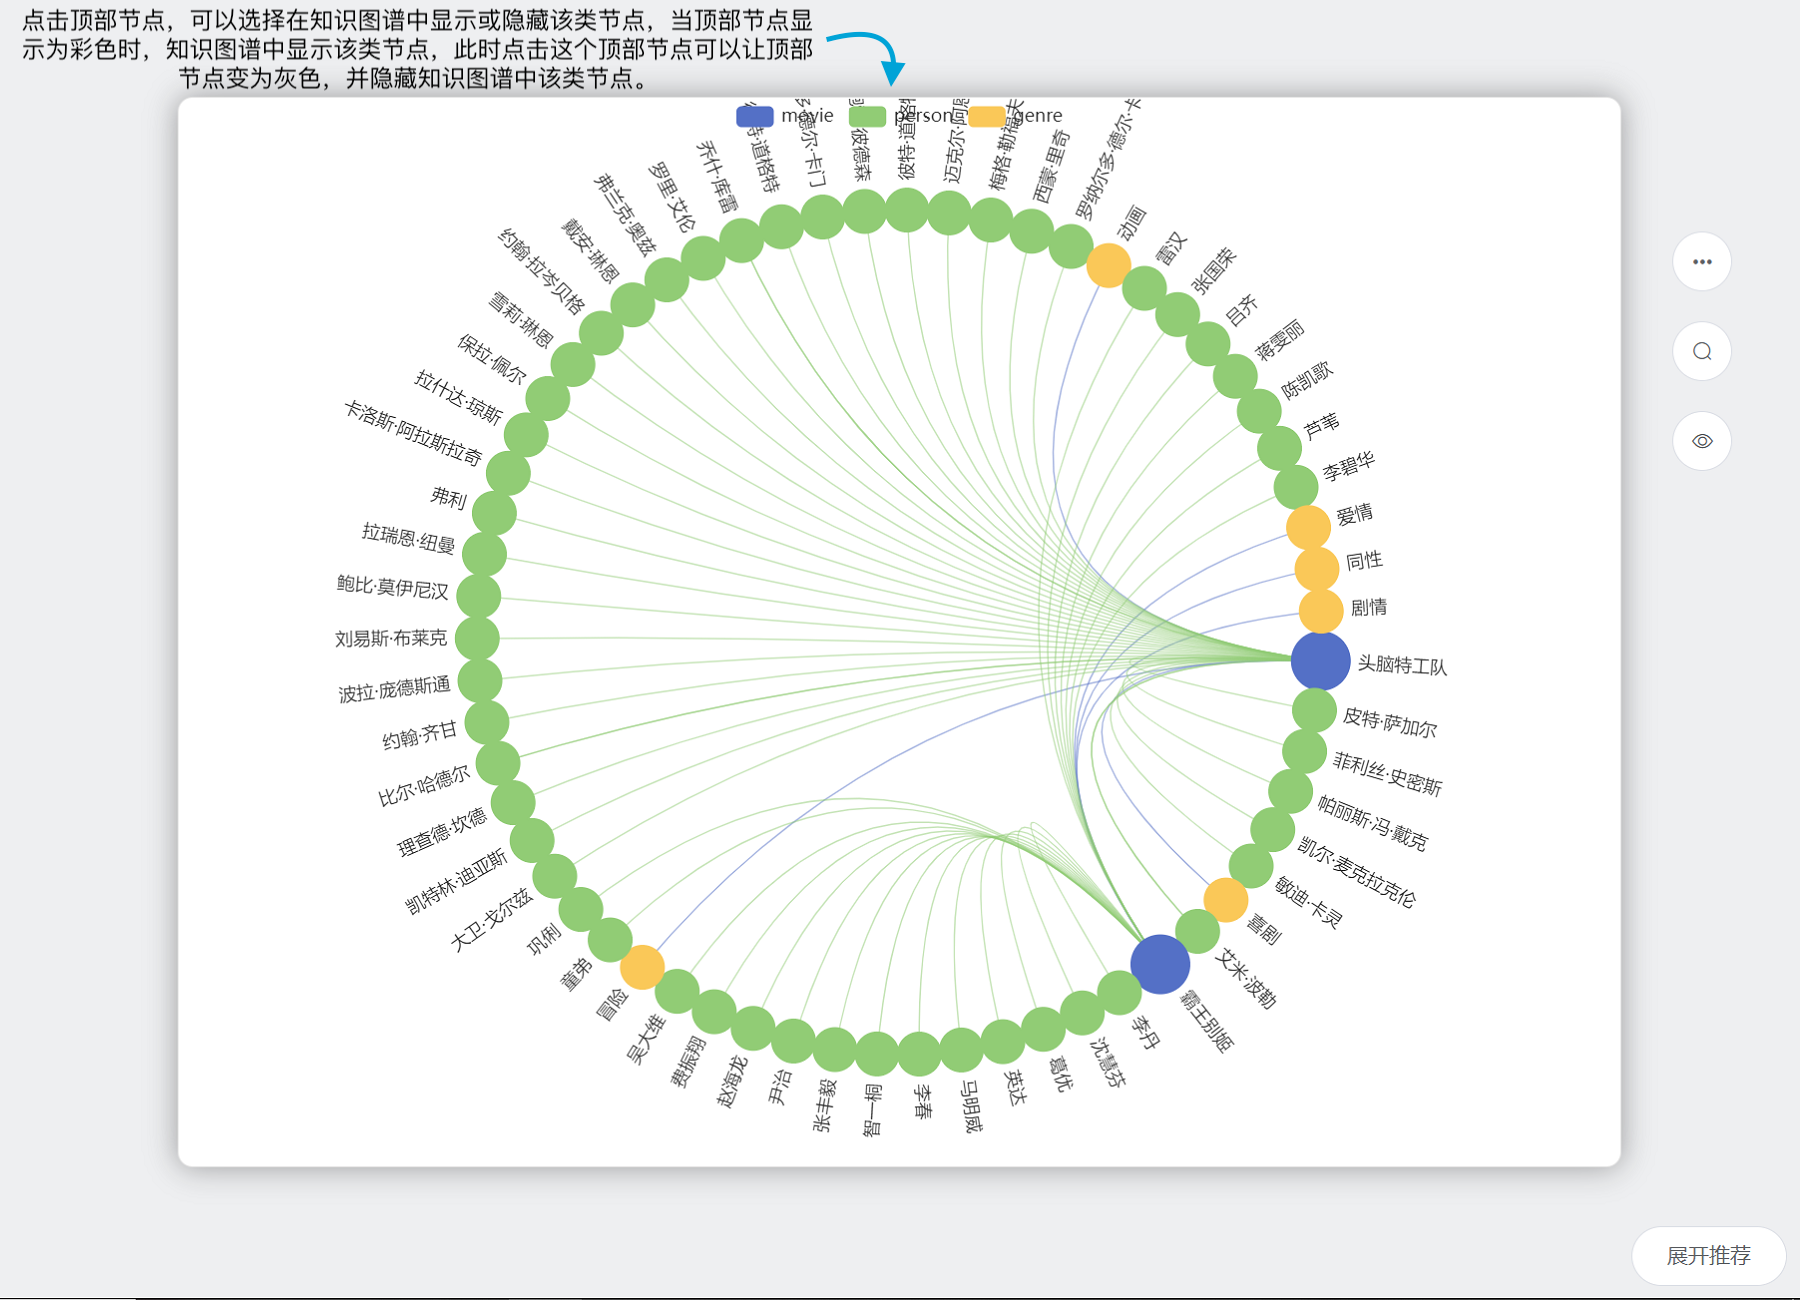 点击顶部节点，可以选择在知识图谱中显示或隐藏该类节点，当顶部节点显
示为彩色时，知识图谱中显示该类节点，此时点击这个顶部节点可以让顶部
节点变为灰色，并隐藏知识图谱中该类节点。
movie
person
genre
西蒙·里奇
罗纳尔多·德尔·卡
动画
雷汉
张国荣
吕齐
蒋雯丽
陈凯歌
芦苇
李碧华
爱情
同性
剧情
头脑特工队
皮特·萨加尔
菲利丝·史密斯
帕丽斯·冯·戴克
凯尔·麦克拉克伦
敏迪·卡灵
喜剧
艾米·波勒
霸王别姬
李丹
沈慧芬
葛优
英达
马明威
李春
智一桐
张丰毅
尹治
赵海龙
费振翔
吴大维
冒险
童弟
巩俐
大卫·戈尔兹
凯特林·迪亚斯
理查德·坎德
比尔·哈德尔
约翰·齐甘
波拉·庞德斯通
刘易斯·布莱克
鲍比·莫伊尼汉
拉瑞恩·纽曼
弗利
卡洛斯·阿拉斯拉奇
拉什达·琼斯
保拉·佩尔
雪莉·琳恩
约翰·拉岑贝格
戴安·琳恩
弗兰克·奥兹
罗里·艾伦
乔什·库雷
特·道格特
德尔·卡门
彼德森
彼特·道格
迈克尔·阿
梅格·勒福夫
展开推荐